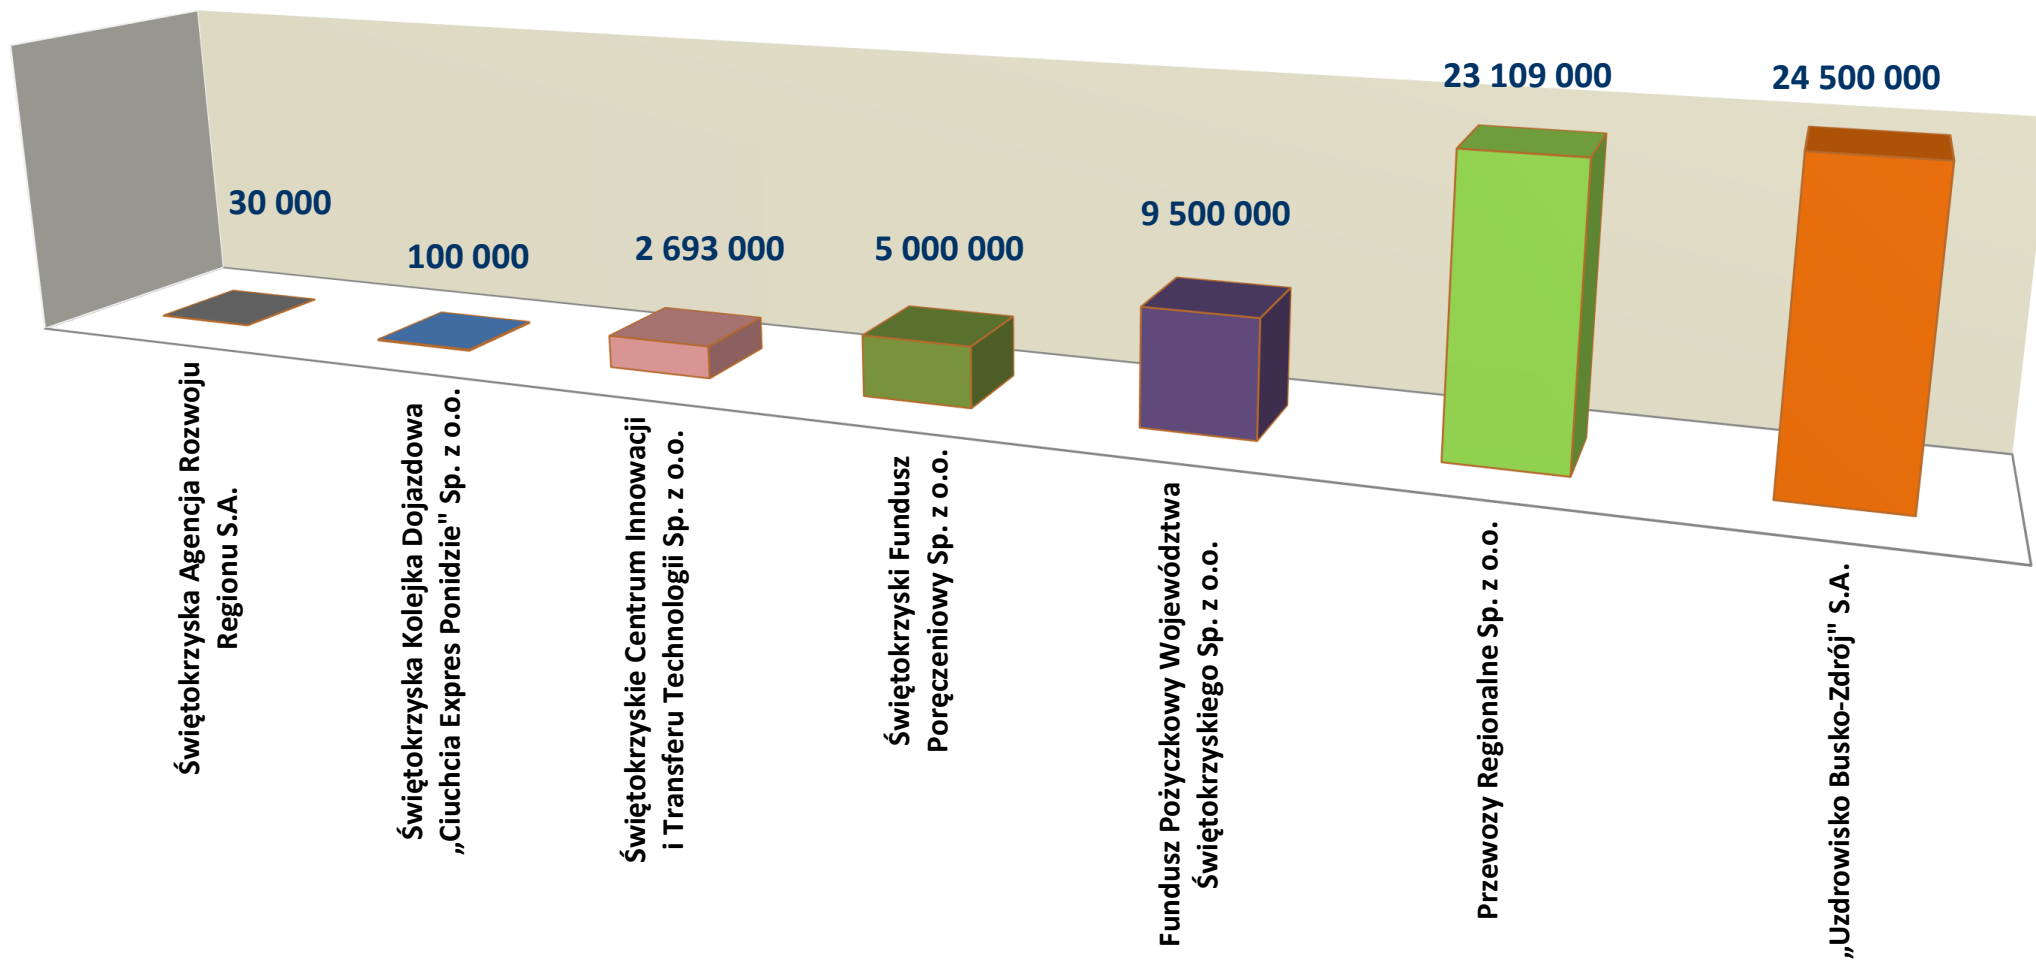 23 109 000
24 500 000
30 000
9 500 000
100 000
2 693 000
5 000 000
Świętokrzyska Agencja Rozwoju
Regionu S.A.
Świętokrzyska Kolejka Dojazdowa
„Ciuchcia Expres Ponidzie" Sp. z o.o.
Świętokrzyskie Centrum Innowacji
i Transferu Technologii Sp. z o.o.
Świętokrzyski Fundusz
Poręczeniowy Sp. z o.o.
Fundusz Pożyczkowy Województwa
Świętokrzyskiego Sp. z o.o.
Przewozy Regionalne Sp. z o.o.
„Uzdrowisko Busko-Zdrój" S.A.